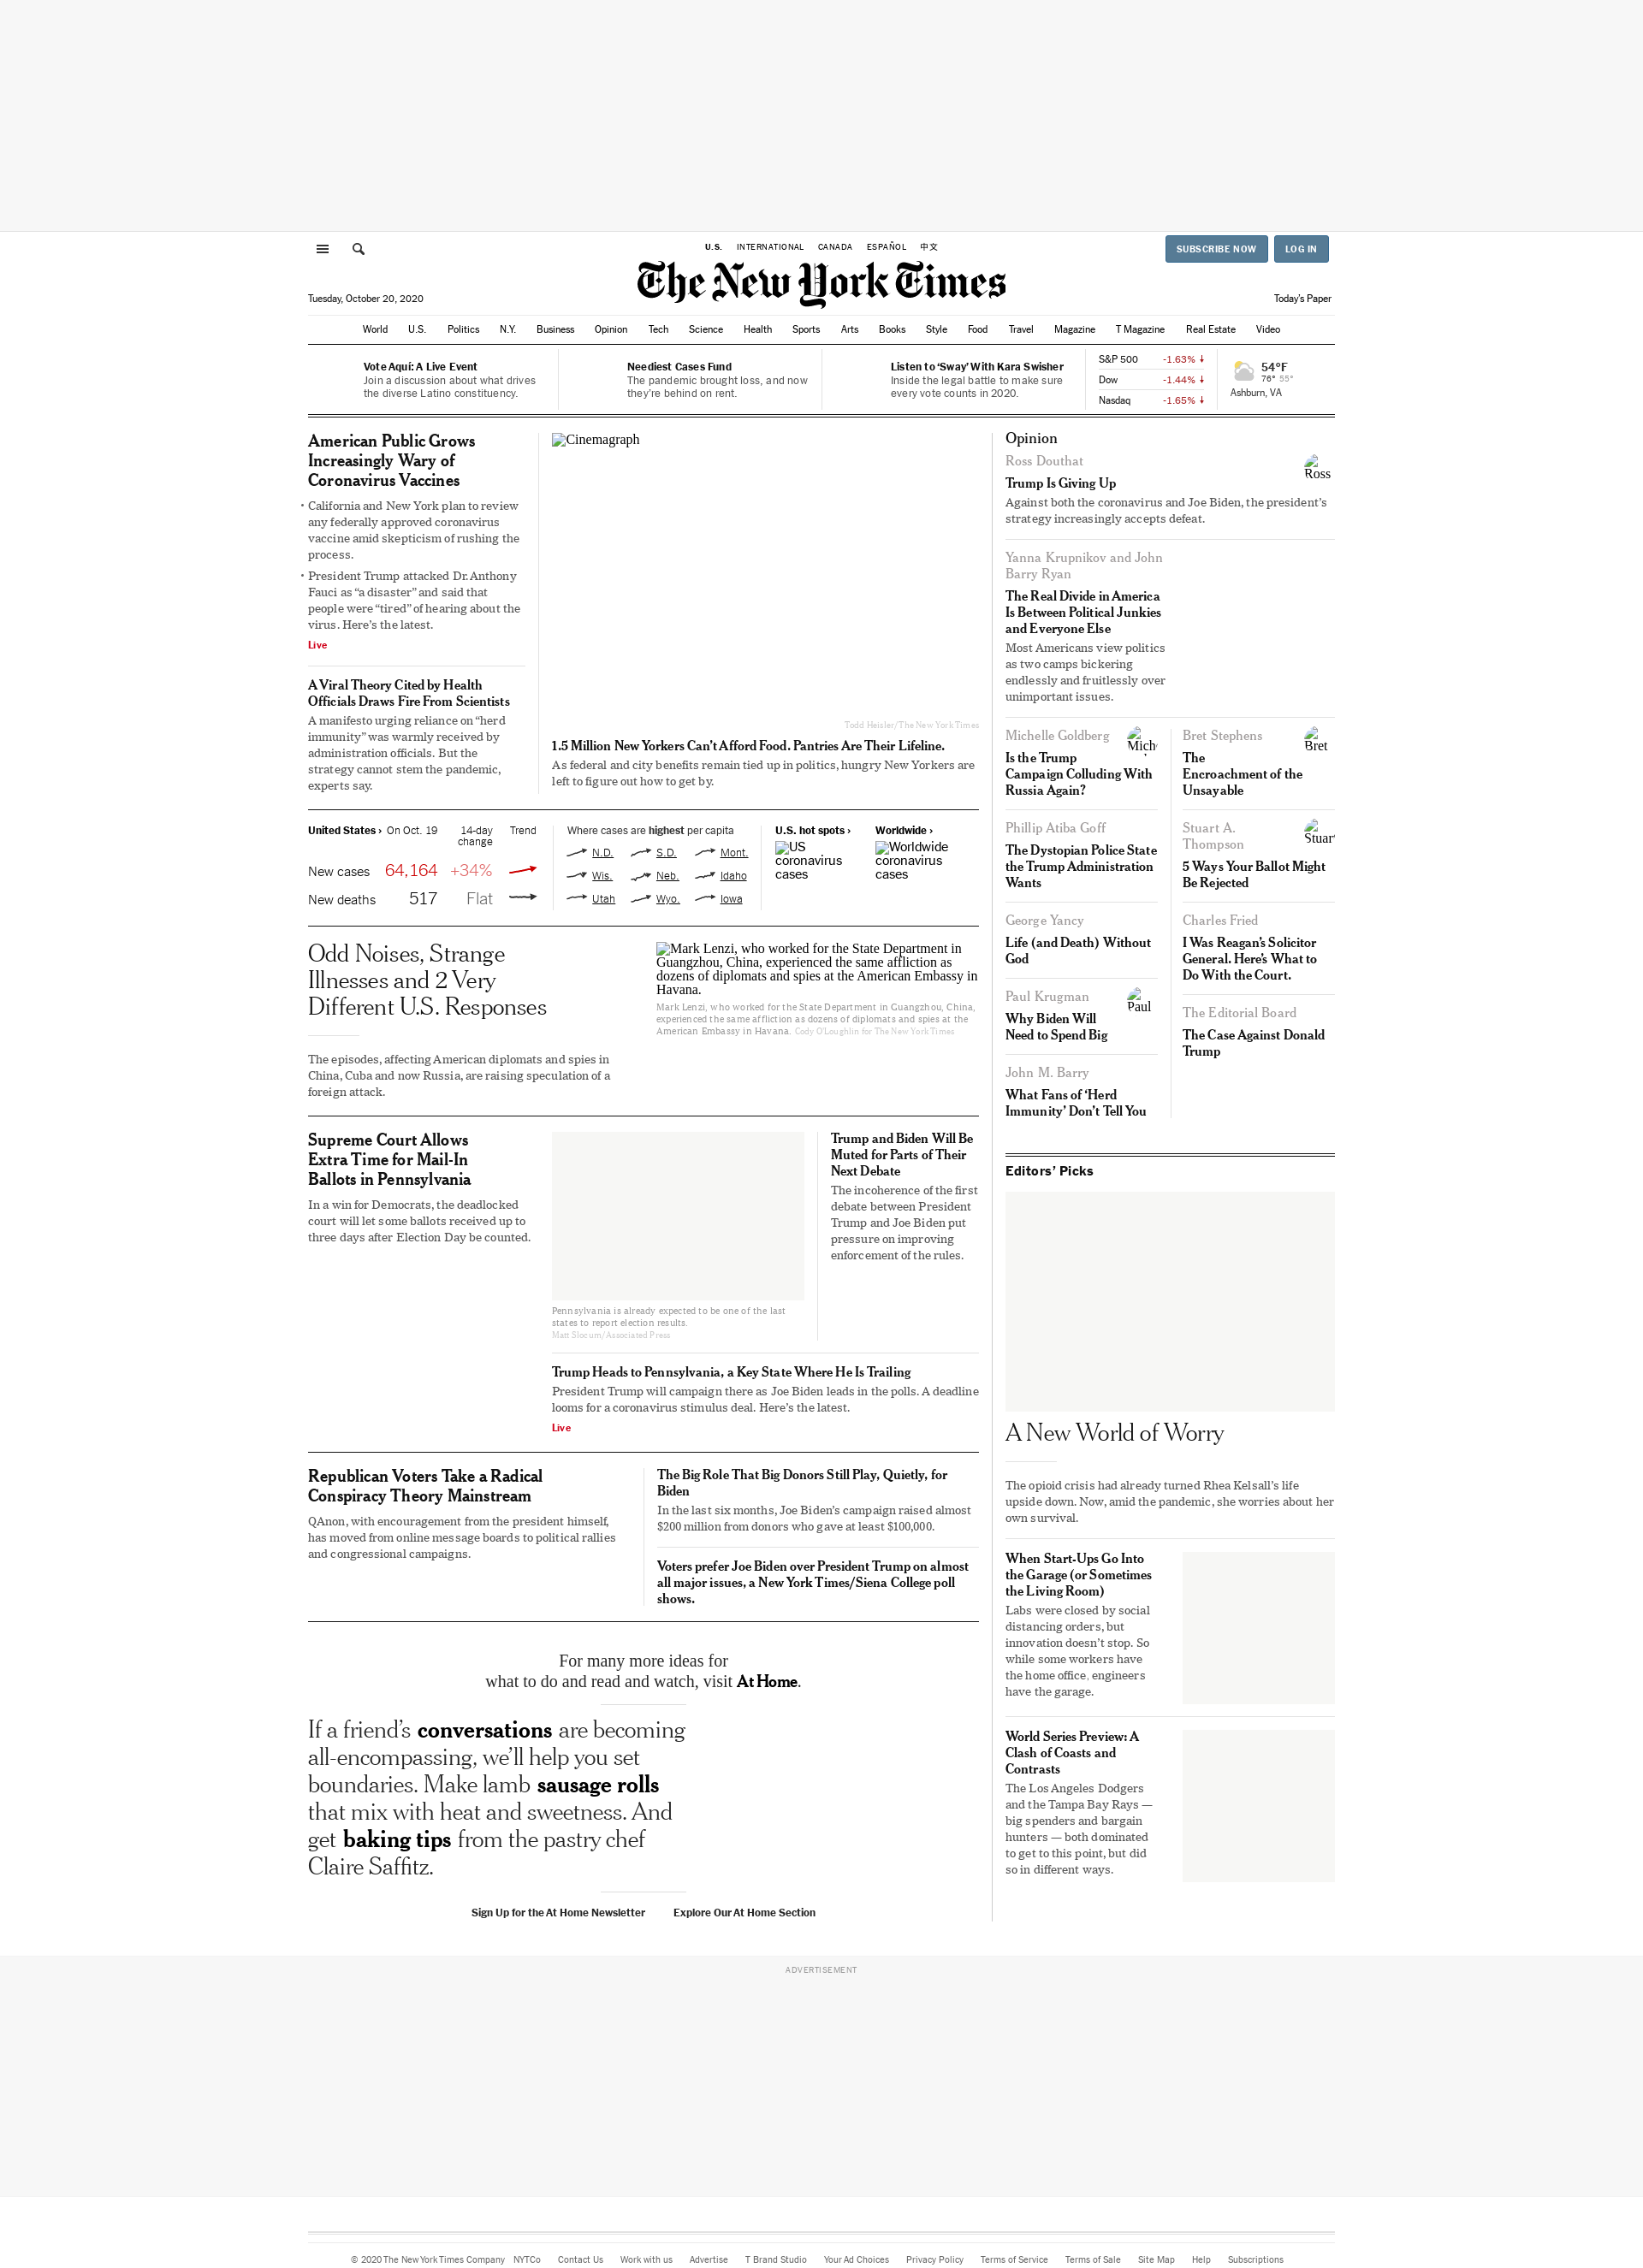 U.S. INTERNATIONAL CANADA ESPAÑOL 中文
SUBSCRIBE NOW LOG IN
The New York Times
Tuesday, October 20, 2020
Today's Paper
World U.S. Politics N.Y. Business Opinion Tech Science Health Sports Arts Books Style Food Travel Magazine T Magazine Real Estate Video
Vote Aquí: A Live Event
Join a discussion about what drives
the diverse Latino constituency.
Neediest Cases Fund
The pandemic brought loss, and now
they're behind on rent.
Listen to 'Sway' With Kara Swisher
Inside the legal battle to make sure
every vote counts in 2020.
S&P 500 -1.63%
Dow -1.44%
Nasdaq -1.65%
54°F
76° 55°
Ashburn, VA
American Public Grows
Increasingly Wary of
Coronavirus Vaccines
• California and New York plan to review
any federally approved coronavirus
vaccine amid skepticism of rushing the
process.
• President Trump attacked Dr. Anthony
Fauci as “a disaster” and said that
people were “tired” of hearing about the
virus. Here’s the latest.
Live
A Viral Theory Cited by Health
Officials Draws Fire From Scientists
A manifesto urging reliance on “herd
immunity” was warmly received by
administration officials. But the
strategy cannot stem the pandemic,
experts say.
Cinemagraph
Todd Heisler/The New York Times
1.5 Million New Yorkers Can’t Afford Food. Pantries Are Their Lifeline.
As federal and city benefits remain tied up in politics, hungry New Yorkers are
left to figure out how to get by.
United States › On Oct. 19 14-day
change Trend
New cases 64,164 +34%
New deaths 517 Flat
Where cases are highest per capita
N.D. S.D. Mont.
Wis. Neb. Idaho
Utah Wyo. Iowa
U.S. hot spots ›
US
coronavirus
cases
Worldwide ›
Worldwide
coronavirus
cases
Odd Noises, Strange
Illnesses and 2 Very
Different U.S. Responses
The episodes, affecting American diplomats and spies in
China, Cuba and now Russia, are raising speculation of a
foreign attack.
Mark Lenzi, who worked for the State Department in
Guangzhou, China, experienced the same affliction as
dozens of diplomats and spies at the American Embassy in
Havana.
Mark Lenzi, who worked for the State Department in Guangzhou, China,
experienced the same affliction as dozens of diplomats and spies at the
American Embassy in Havana. Cody O’Loughlin for The New York Times
Supreme Court Allows
Extra Time for Mail-In
Ballots in Pennsylvania
In a win for Democrats, the deadlocked
court will let some ballots received up to
three days after Election Day be counted.
Pennsylvania is already expected to be one of the last
states to report election results.
Matt Slocum/Associated Press
Trump and Biden Will Be
Muted for Parts of Their
Next Debate
The incoherence of the first
debate between President
Trump and Joe Biden put
pressure on improving
enforcement of the rules.
Trump Heads to Pennsylvania, a Key State Where He Is Trailing
President Trump will campaign there as Joe Biden leads in the polls. A deadline
looms for a coronavirus stimulus deal. Here’s the latest.
Live
Republican Voters Take a Radical
Conspiracy Theory Mainstream
QAnon, with encouragement from the president himself,
has moved from online message boards to political rallies
and congressional campaigns.
The Big Role That Big Donors Still Play, Quietly, for
Biden
In the last six months, Joe Biden’s campaign raised almost
$200 million from donors who gave at least $100,000.
Voters prefer Joe Biden over President Trump on almost
all major issues, a New York Times/Siena College poll
shows.
For many more ideas for
what to do and read and watch, visit At Home.
If a friend’s conversations are becoming
all-encompassing, we’ll help you set
boundaries. Make lamb sausage rolls
that mix with heat and sweetness. And
get baking tips from the pastry chef
Claire Saffitz.
Sign Up for the At Home Newsletter Explore Our At Home Section
Opinion
Ross Douthat
Ross
Trump Is Giving Up
Against both the coronavirus and Joe Biden, the president’s
strategy increasingly accepts defeat.
Yanna Krupnikov and John
Barry Ryan
The Real Divide in America
Is Between Political Junkies
and Everyone Else
Most Americans view politics
as two camps bickering
endlessly and fruitlessly over
unimportant issues.
Michelle Goldberg
Is the Trump
Campaign Colluding With
Russia Again?
Phillip Atiba Goff
The Dystopian Police State
the Trump Administration
Wants
George Yancy
Life (and Death) Without
God
Paul Krugman
Paul
Why Biden Will
Need to Spend Big
John M. Barry
What Fans of ‘Herd
Immunity’ Don’t Tell You
Bret Stephens
Bret
The
Encroachment of the
Unsayable
Stuart A.
Thompson
Stuart
5 Ways Your Ballot Might
Be Rejected
Charles Fried
I Was Reagan’s Solicitor
General. Here’s What to
Do With the Court.
The Editorial Board
The Case Against Donald
Trump
Editors’ Picks
A New World of Worry
The opioid crisis had already turned Rhea Kelsall’s life
upside down. Now, amid the pandemic, she worries about her
own survival.
When Start-Ups Go Into
the Garage (or Sometimes
the Living Room)
Labs were closed by social
distancing orders, but
innovation doesn’t stop. So
while some workers have
the home office, engineers
have the garage.
World Series Preview: A
Clash of Coasts and
Contrasts
The Los Angeles Dodgers
and the Tampa Bay Rays —
big spenders and bargain
hunters — both dominated
to get to this point, but did
so in different ways.
ADVERTISEMENT
© 2020 The New York Times Company NYTCo Contact Us Work with us Advertise T Brand Studio Your Ad Choices Privacy Policy Terms of Service Terms of Sale Site Map Help Subscriptions